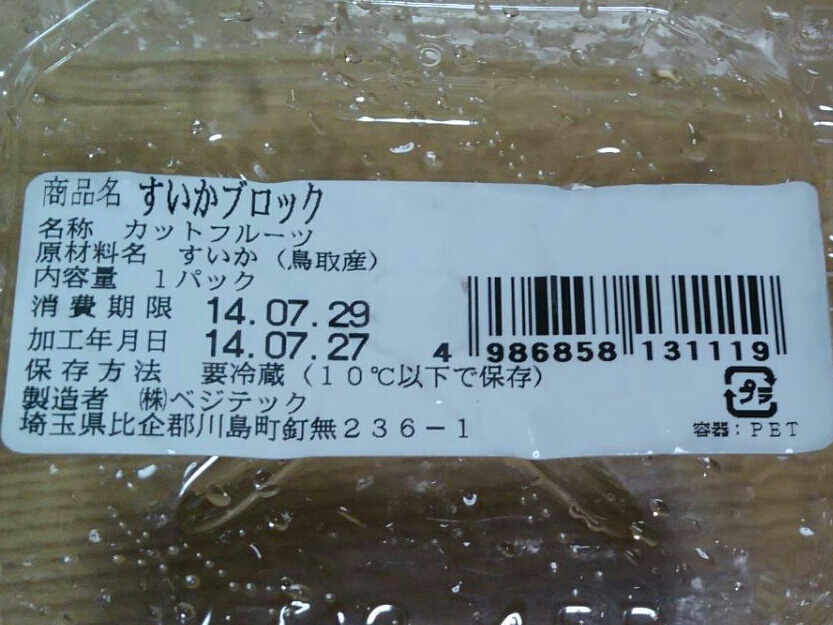 商品名 すいかブロック
名称 カットフルーツ
原材料名 すいか（鳥取産）
内容量 1パック
消費期限 14.07.29
加工年月日 14.07.27
4 986858 131119
保存方法 要冷蔵（10℃以下で保存）
製造者 ㈱ベジテック
埼玉県比企郡川島町釘無236－1
プラ
容器：PET